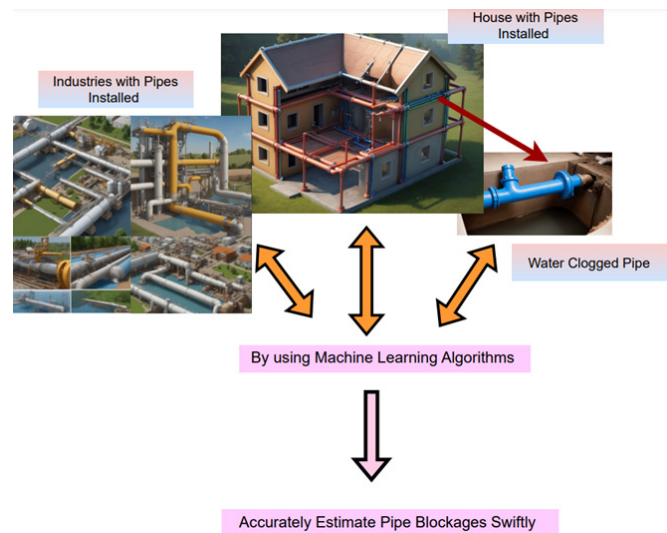 House with Pipes
Installed
Industries with Pipes
Installed
Water Clogged Pipe
By using Machine Learning Algorithms
Accurately Estimate Pipe Blockages Swiftly